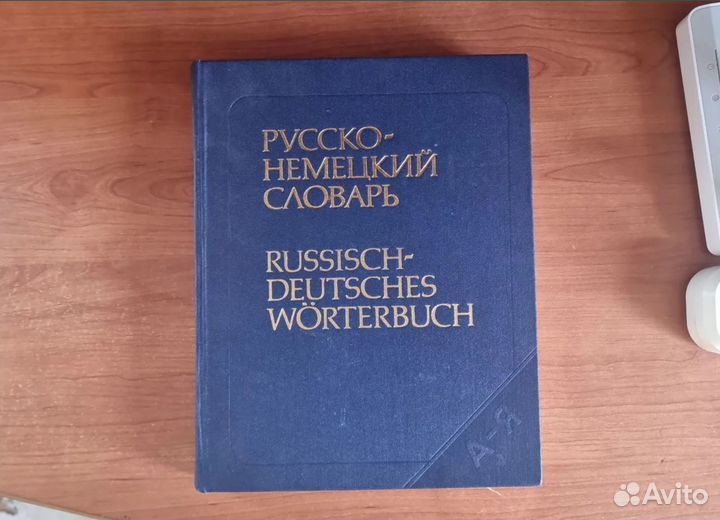 РУССКО-
НЕМЕЦКИЙ
СЛОВАРЬ
RUSSISCH-
DEUTSCHES
WÖRTERBUCH
А-Я
Avito